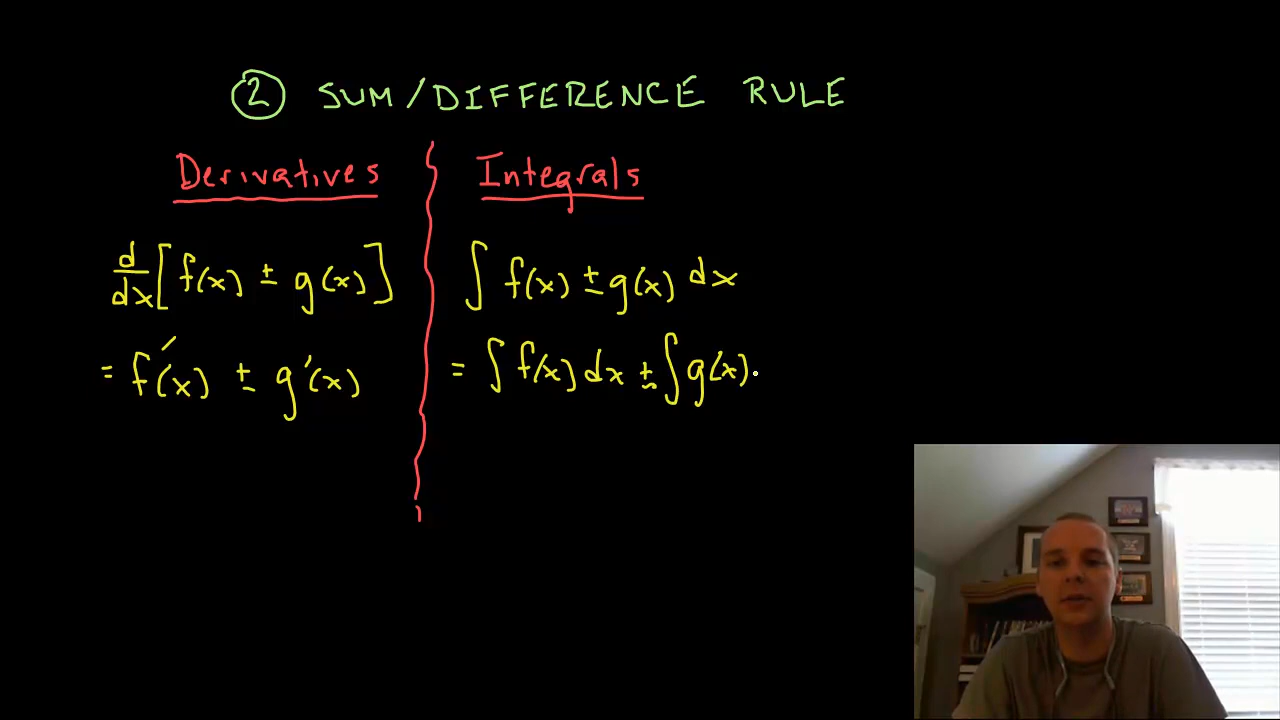 ② SUM/DIFFERENCE RULE
Derivatives
d/dx [f(x) ± g(x)]
= f'(x) ± g'(x)
Integrals
∫ f(x) ± g(x) dx
= ∫ f(x) dx ± ∫ g(x)